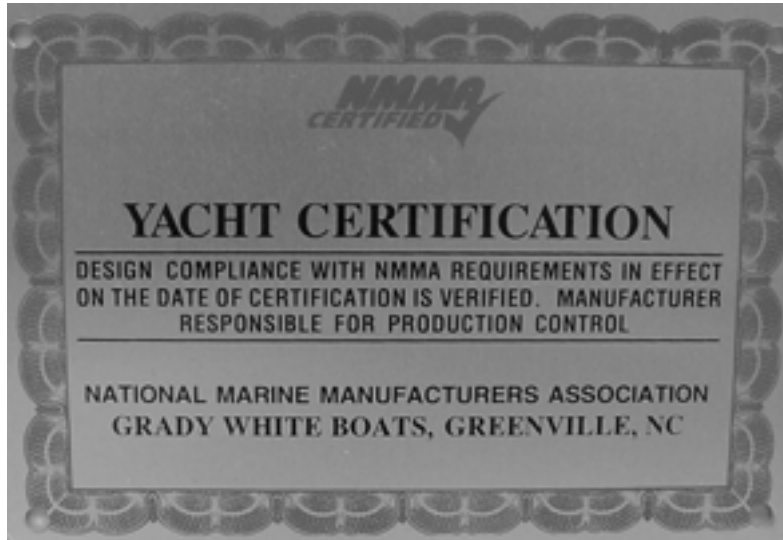 NMMA
CERTIFIED
YACHT CERTIFICATION
DESIGN COMPLIANCE WITH NMMA REQUIREMENTS IN EFFECT
ON THE DATE OF CERTIFICATION IS VERIFIED. MANUFACTURER
RESPONSIBLE FOR PRODUCTION CONTROL
NATIONAL MARINE MANUFACTURERS ASSOCIATION
GRADY WHITE BOATS, GREENVILLE, NC